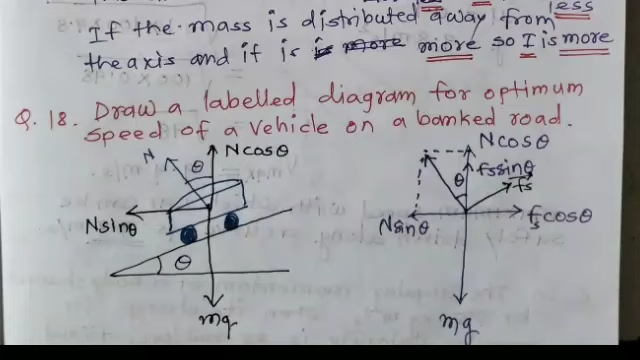 less
If the mass is distributed away from
the axis and if is more more so I is more
Q. 18. Draw a labelled diagram for optimum
speed of a vehicle on a banked road.
N θ Ncosθ
Nsinθ
θ
mg
Ncosθ
fssinθ
θ fs
Nsinθ fscosθ
mg